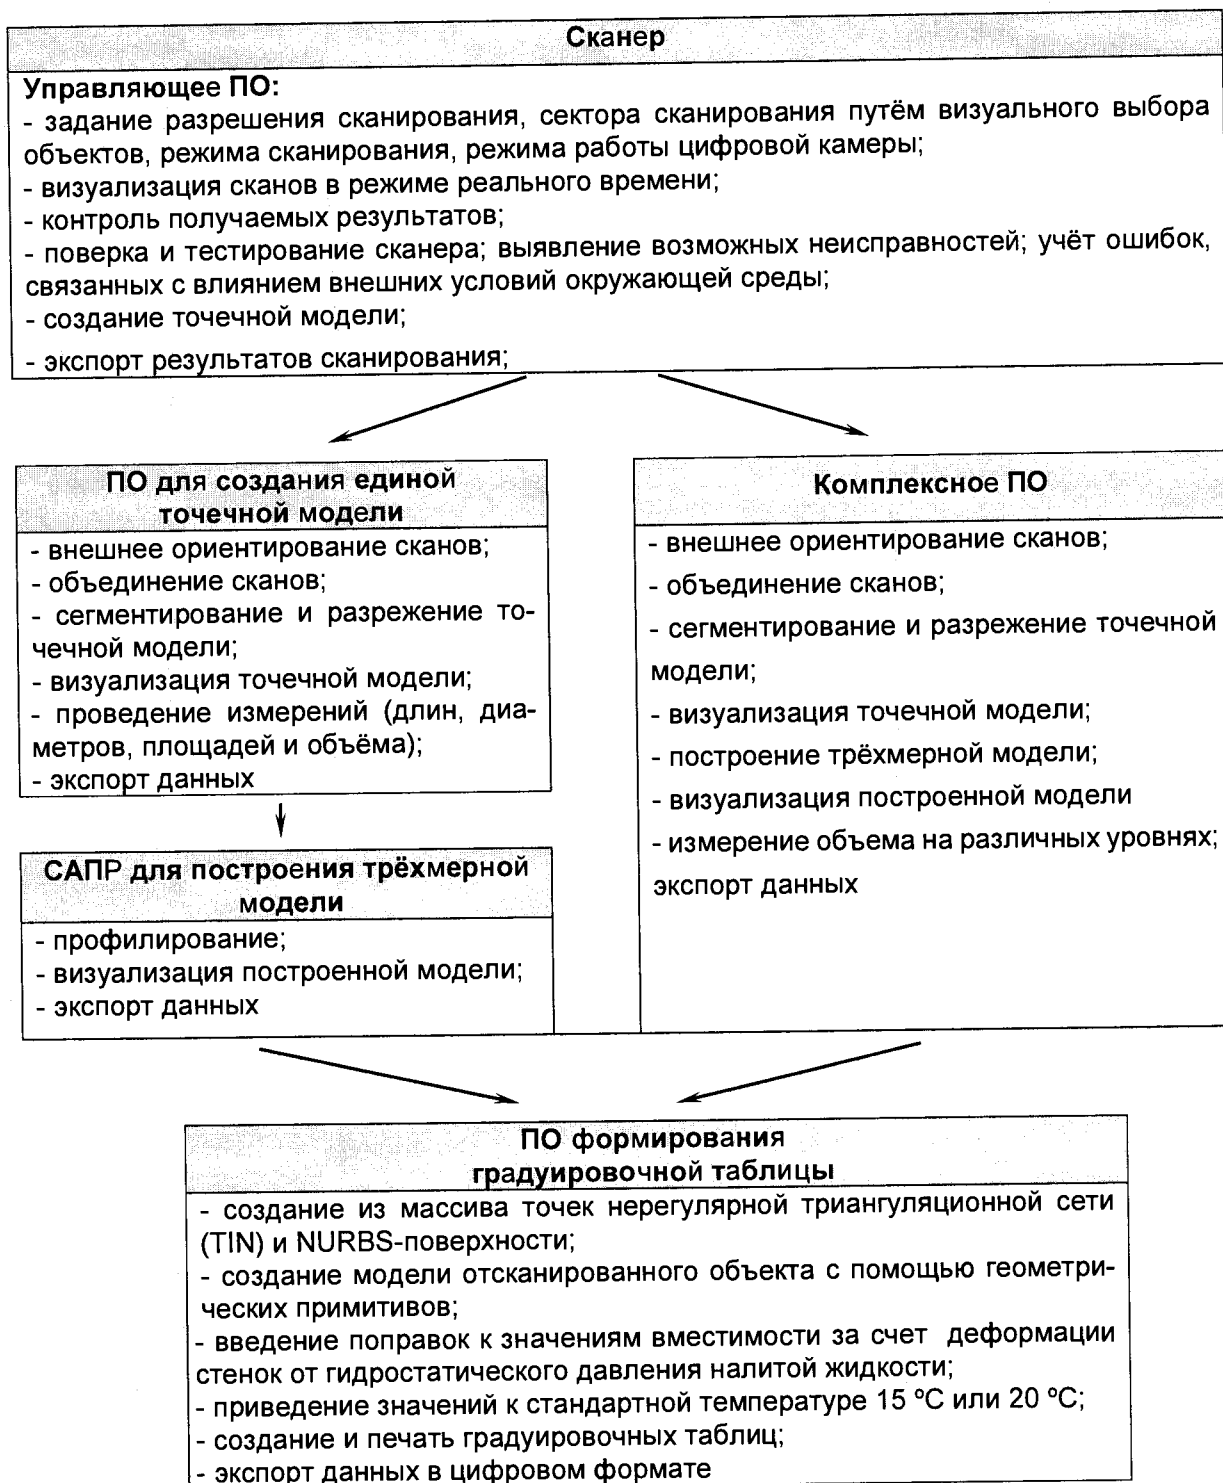 Сканер
Управляющее ПО:
- задание разрешения сканирования, сектора сканирования путём визуального выбора
объектов, режима сканирования, режима работы цифровой камеры;
- визуализация сканов в режиме реального времени;
- контроль получаемых результатов;
- поверка и тестирование сканера; выявление возможных неисправностей; учёт ошибок,
связанных с влиянием внешних условий окружающей среды;
- создание точечной модели;
- экспорт результатов сканирования;
ПО для создания единой
точечной модели
- внешнее ориентирование сканов;
- объединение сканов;
- сегментирование и разрежение то-
чечной модели;
- визуализация точечной модели;
- проведение измерений (длин, диа-
метров, площадей и объёма);
- экспорт данных
САПР для построения трёхмерной
модели
- профилирование;
- визуализация построенной модели;
- экспорт данных
Комплексное ПО
- внешнее ориентирование сканов;
- объединение сканов;
- сегментирование и разрежение точечной
модели;
- визуализация точечной модели;
- построение трёхмерной модели;
- визуализация построенной модели
- измерение объема на различных уровнях;
экспорт данных
ПО формирования
градуировочной таблицы
- создание из массива точек нерегулярной триангуляционной сети
(TIN) и NURBS-поверхности;
- создание модели отсканированного объекта с помощью геометри-
ческих примитивов;
- введение поправок к значениям вместимости за счет деформации
стенок от гидростатического давления налитой жидкости;
- приведение значений к стандартной температуре 15 ºС или 20 ºС;
- создание и печать градуировочных таблиц;
- экспорт данных в цифровом формате